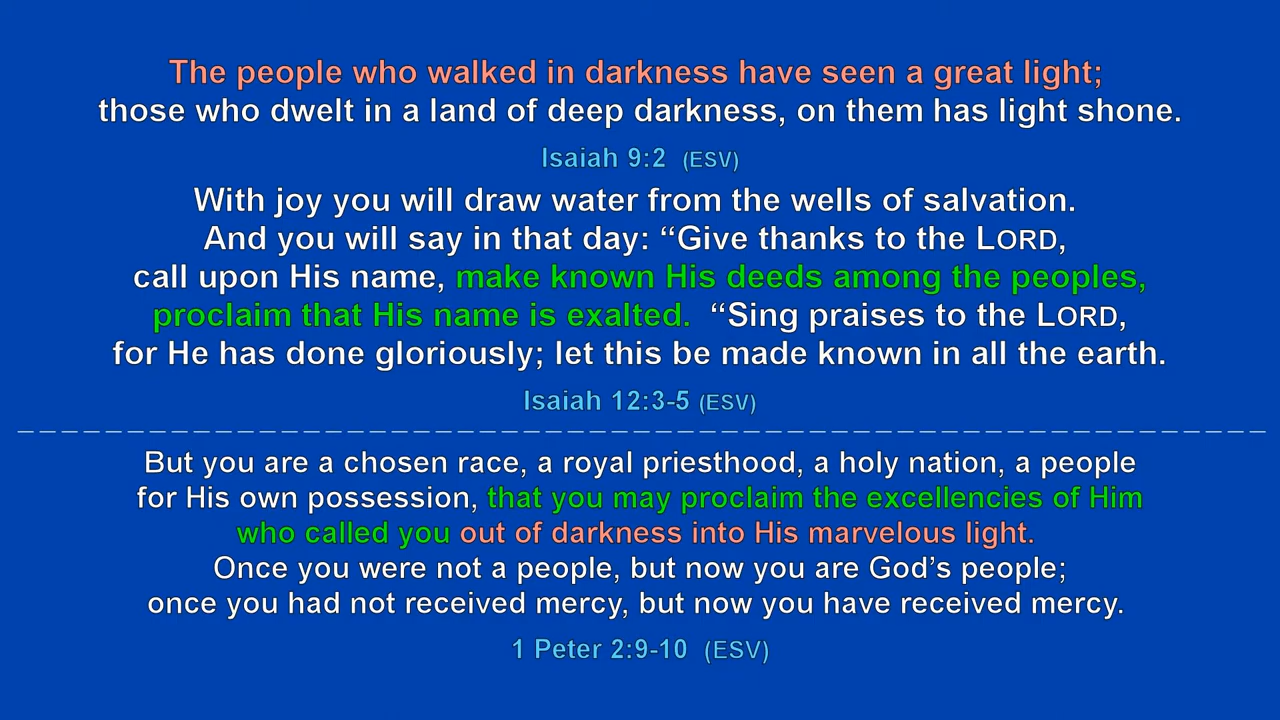 The people who walked in darkness have seen a great light;
those who dwelt in a land of deep darkness, on them has light shone.
Isaiah 9:2 (ESV)
With joy you will draw water from the wells of salvation.
And you will say in that day: “Give thanks to the LORD,
call upon His name, make known His deeds among the peoples,
proclaim that His name is exalted. “Sing praises to the LORD,
for He has done gloriously; let this be made known in all the earth.
Isaiah 12:3-5 (ESV)
But you are a chosen race, a royal priesthood, a holy nation, a people
for His own possession, that you may proclaim the excellencies of Him
who called you out of darkness into His marvelous light.
Once you were not a people, but now you are God’s people;
once you had not received mercy, but now you have received mercy.
1 Peter 2:9-10 (ESV)